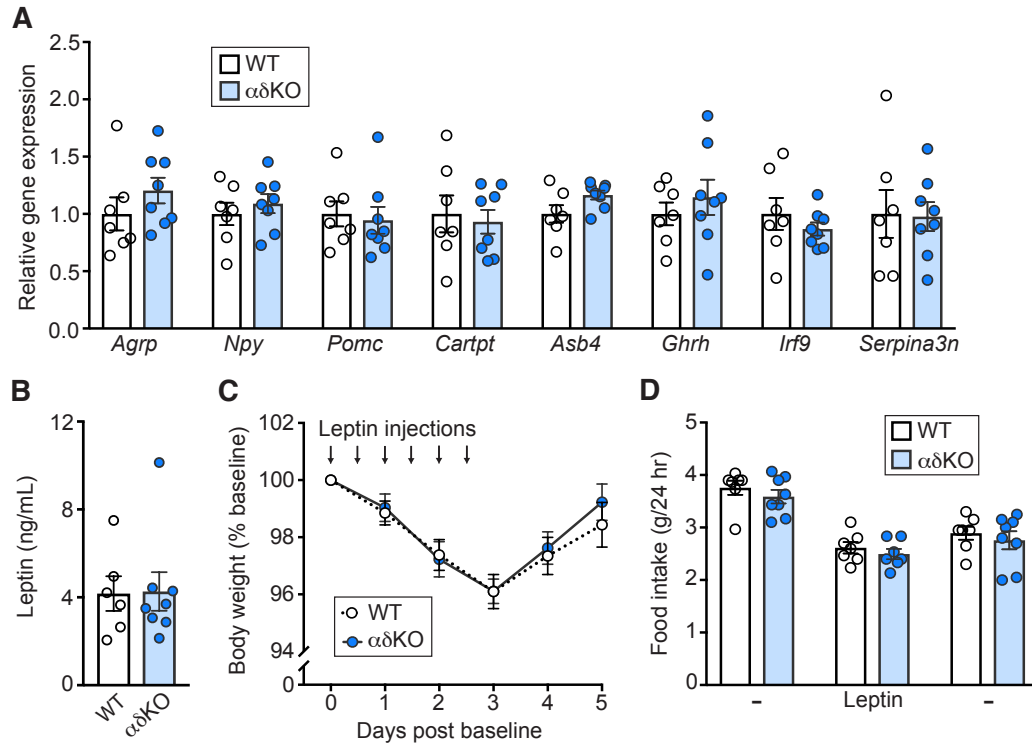 A
Relative gene expression
2.5
2.0
1.5
1.0
0.5
0.0
WT
αδKO
Agrp Npy Pomc Cartpt Asb4 Ghrh Irf9 Serpina3n
B
Leptin (ng/mL)
12
8
4
0
WT
αδKO
C
Body weight (% baseline)
102
100
98
96
94
0
Leptin injections
WT
αδKO
0 1 2 3 4 5
Days post baseline
D
Food intake (g/24 hr)
5
4
3
2
1
0
WT
αδKO
– Leptin –